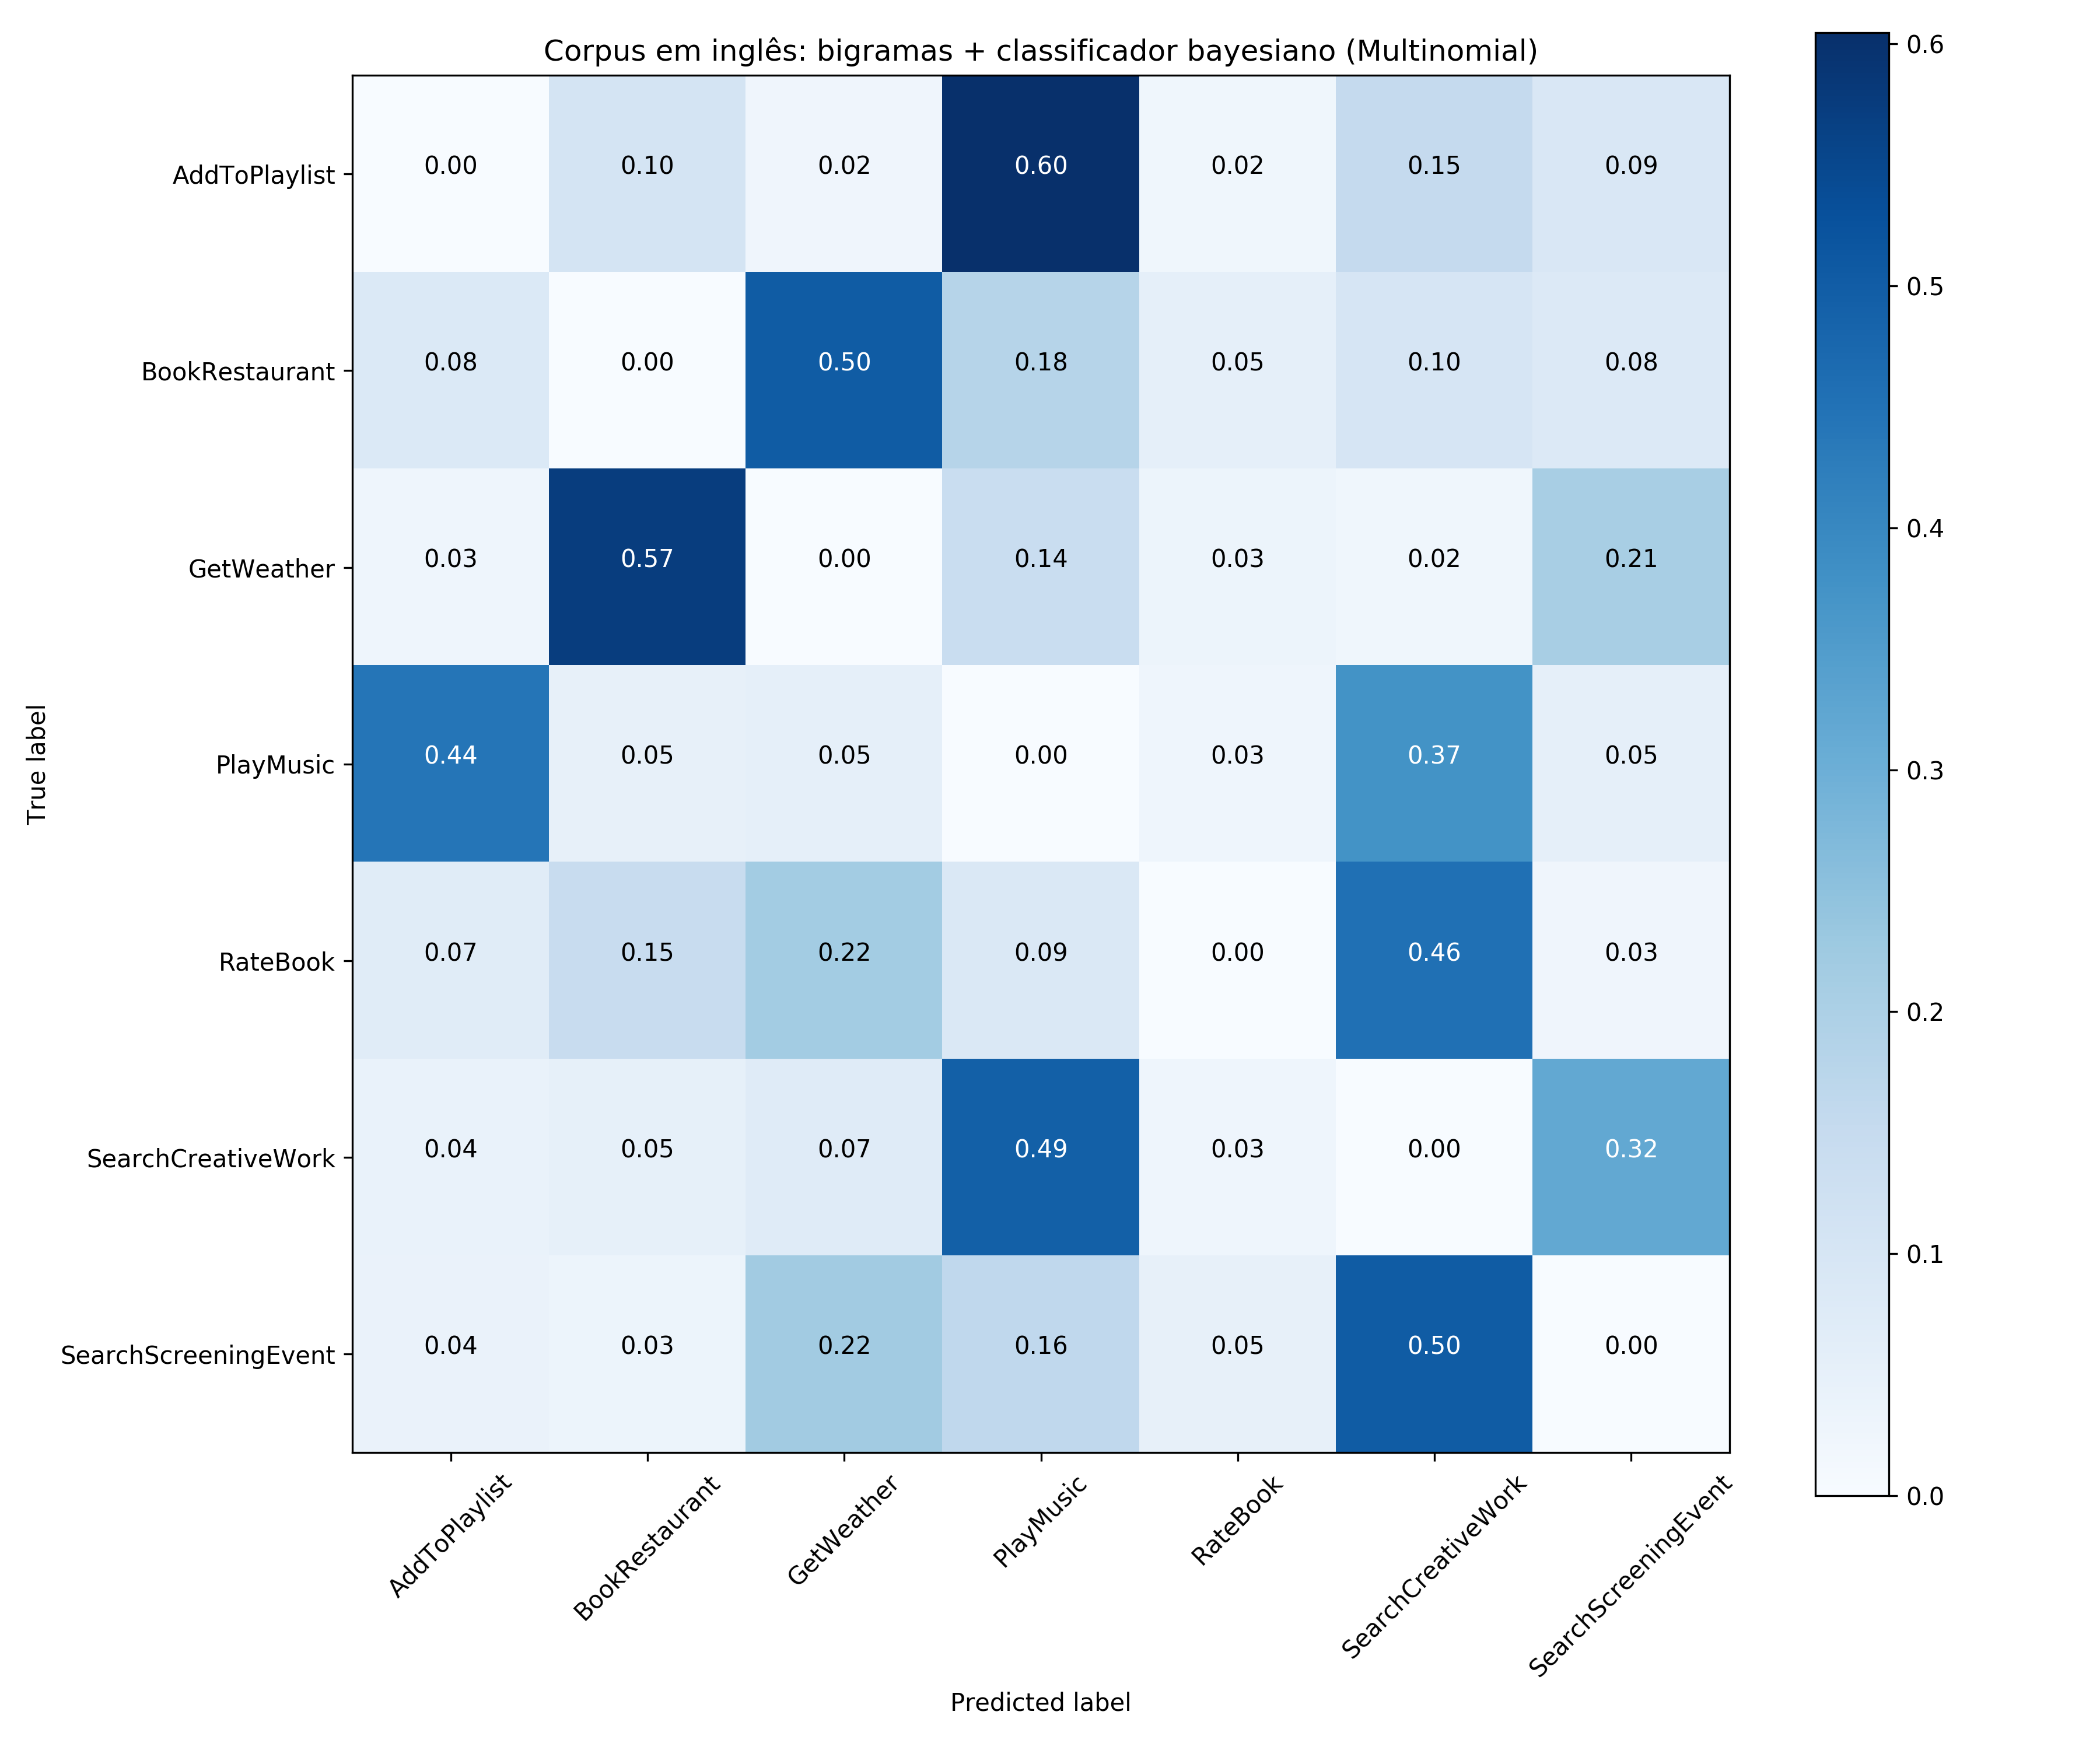 Corpus em inglês: bigramas + classificador bayesiano (Multinomial)
0.6
AddToPlaylist 0.00 0.10 0.02 0.60 0.02 0.15 0.09
0.5
BookRestaurant 0.08 0.00 0.50 0.18 0.05 0.10 0.08
0.4
GetWeather 0.03 0.57 0.00 0.14 0.03 0.02 0.21
True label
PlayMusic 0.44 0.05 0.05 0.00 0.03 0.37 0.05
0.3
RateBook 0.07 0.15 0.22 0.09 0.00 0.46 0.03
0.2
SearchCreativeWork 0.04 0.05 0.07 0.49 0.03 0.00 0.32
0.1
SearchScreeningEvent 0.04 0.03 0.22 0.16 0.05 0.50 0.00
0.0
AddToPlaylist BookRestaurant GetWeather PlayMusic RateBook SearchCreativeWork SearchScreeningEvent
Predicted label